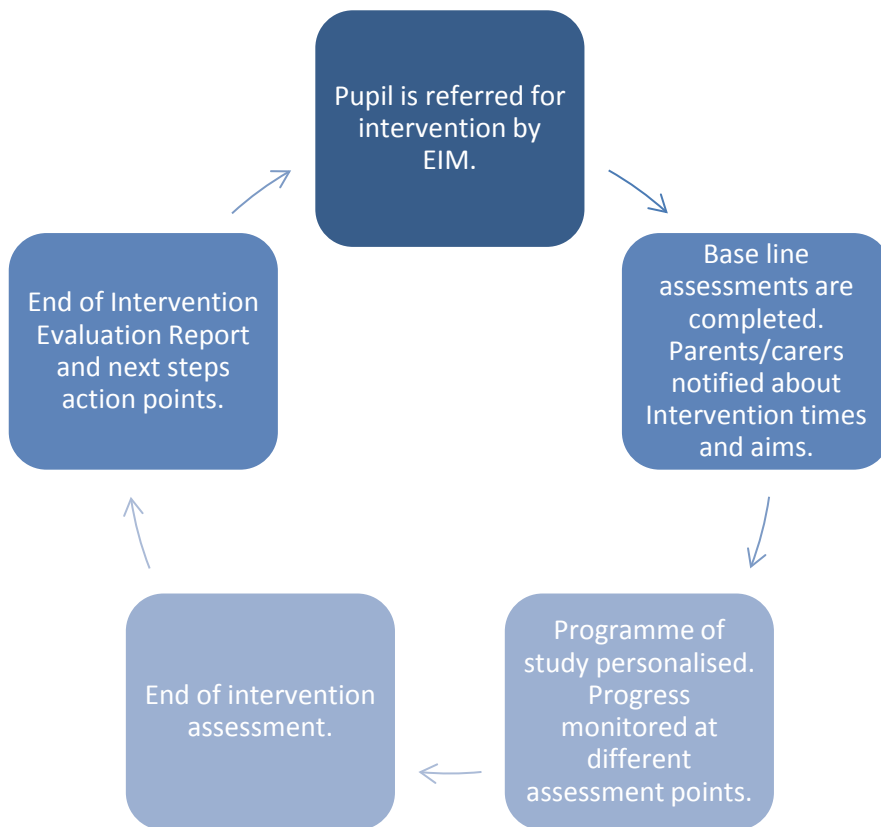 Pupil is referred for
intervention by
EIM.
Base line
assessments are
completed.
Parents/carers
notified about
Intervention times
and aims.
Programme of
study personalised.
Progress
monitored at
different
assessment points.
End of intervention
assessment.
End of Intervention
Evaluation Report
and next steps
action points.